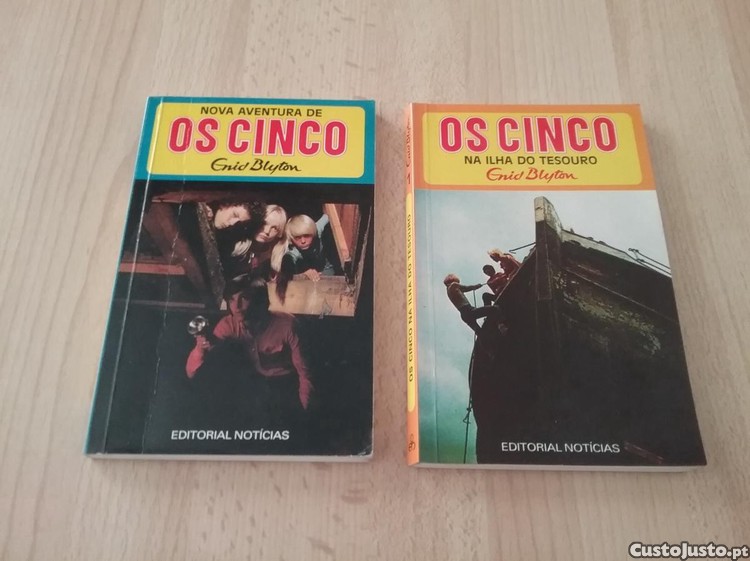 NOVA AVENTURA DE
OS CINCO
Enid Blyton
EDITORIAL NOTÍCIAS
OS CINCO
NA ILHA DO TESOURO
Enid Blyton
OS CINCO NA ILHA DO TESOURO
EDITORIAL NOTÍCIAS
CustoJusto.pt